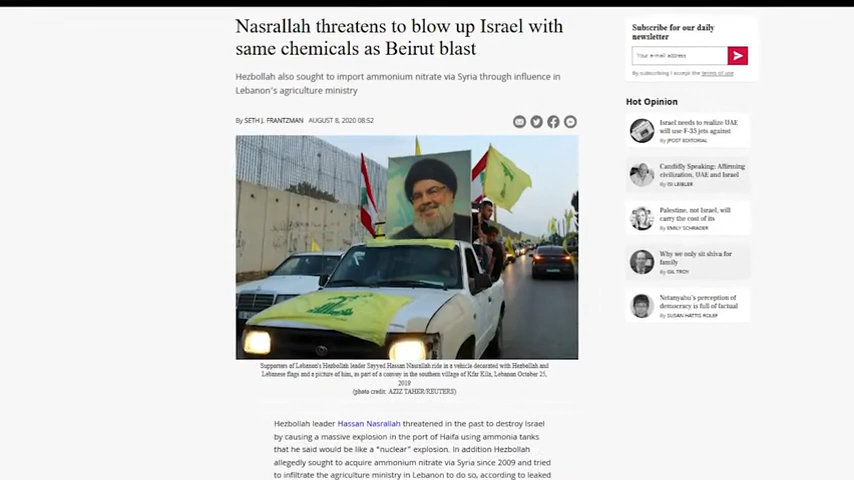 Nasrallah threatens to blow up Israel with
same chemicals as Beirut blast
Hezbollah also sought to import ammonium nitrate via Syria through influence in
Lebanon's agriculture ministry
By SETH J. FRANTZMAN AUGUST 8, 2020 08:52
Supporters of Lebanon's Hezbollah leader Sayyed Hassan Nasrallah ride in a vehicle decorated with Hezbollah and
Lebanese flags and a picture of him, as part of a convoy in the southern village of Kfar Kila, Lebanon October 25,
2019
(photo credit: AZIZ TAHER/REUTERS)
Hezbollah leader Hassan Nasrallah threatened in the past to destroy Israel
by causing a massive explosion in the port of Haifa using ammonia tanks
that he said would be like a "nuclear" explosion. In addition Hezbollah
allegedly sought to acquire ammonium nitrate via Syria since 2009 and tried
to infiltrate the agriculture ministry in Lebanon to do so, according to leaked
Subscribe for our daily
newsletter
Your e-mail address
By subscribing I accept the terms of use
Hot Opinion
Israel needs to realize UAE
will use F-35 jets against
By JPOST EDITORIAL
Candidly Speaking: Affirming
civilization, UAE and Israel
By ISI LEIBLER
Palestine, not Israel, will
carry the cost of its
By EMILY SCHRADER
Why we only sit shiva for
family
By GIL TROY
Netanyahu's perception of
democracy is full of factual
By SUSAN HATTIS ROLEF